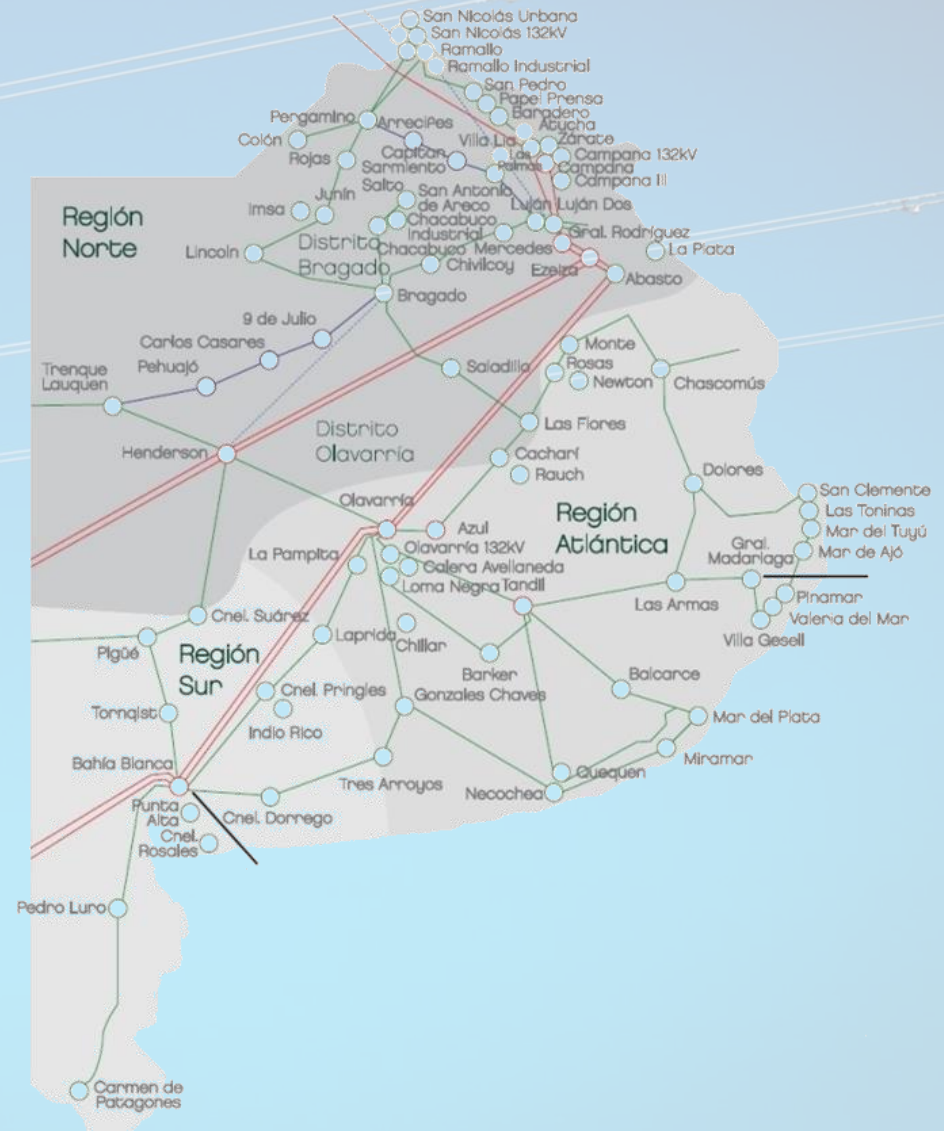 San Nicolás Urbana
San Nicolás 132kV
Ramallo
Ramallo Industrial
San Pedro
Papel Prensa
Baradero
Atucha
Pergamino
Arrecifes
Villa Lia
Zárate
Colón
Capitan
Sarmiento
Las
Palmas
Campana 132kV
Campana
Campana III
Rojas
Salto
San Antonio
de Areco
Junín
Imsa
Luján
Luján Dos
Región
Norte
Chacabuco
Industrial
Mercedes
Gral. Rodríguez
La Plata
Lincoln
Distrito
Bragado
Chacabuco
Chivilcoy
Ezeiza
Abasto
Bragado
9 de Julio
Carlos Casares
Pehuajó
Trenque
Lauquen
Saladillo
Monte
Rosas
Newton
Chascomús
Henderson
Distrito
Olavarría
Las Flores
Cacharí
Rauch
Dolores
San Clemente
Las Toninas
Mar del Tuyú
Mar de Ajó
Olavarría
Azul
Región
Atlántica
Gral.
Madariaga
La Pampita
Olavarría 132kV
Calera Avellaneda
Loma Negra
Tandil
Las Armas
Pinamar
Valeria del Mar
Villa Gesell
Cnel. Suárez
Pigüé
Región
Sur
Laprida
Chillar
Barker
Balcarce
Cnel. Pringles
Gonzales Chaves
Tornqist
Indio Rico
Mar del Plata
Miramar
Bahía Blanca
Tres Arroyos
Quequen
Necochea
Punta
Alta
Cnel. Dorrego
Cnel.
Rosales
Pedro Luro
Carmen de
Patagones